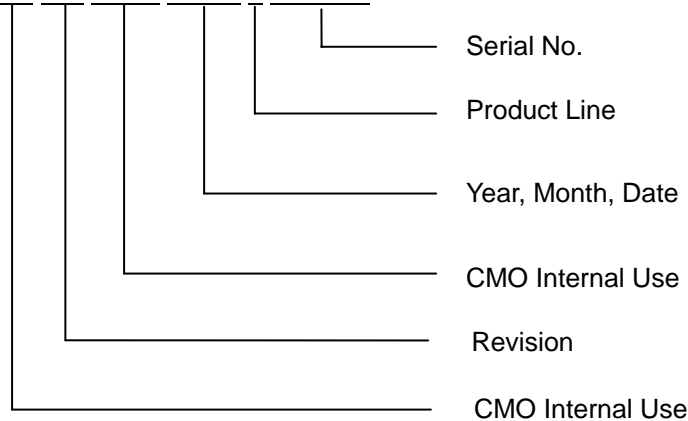 Serial No.
Product Line
Year, Month, Date
CMO Internal Use
Revision
CMO Internal Use